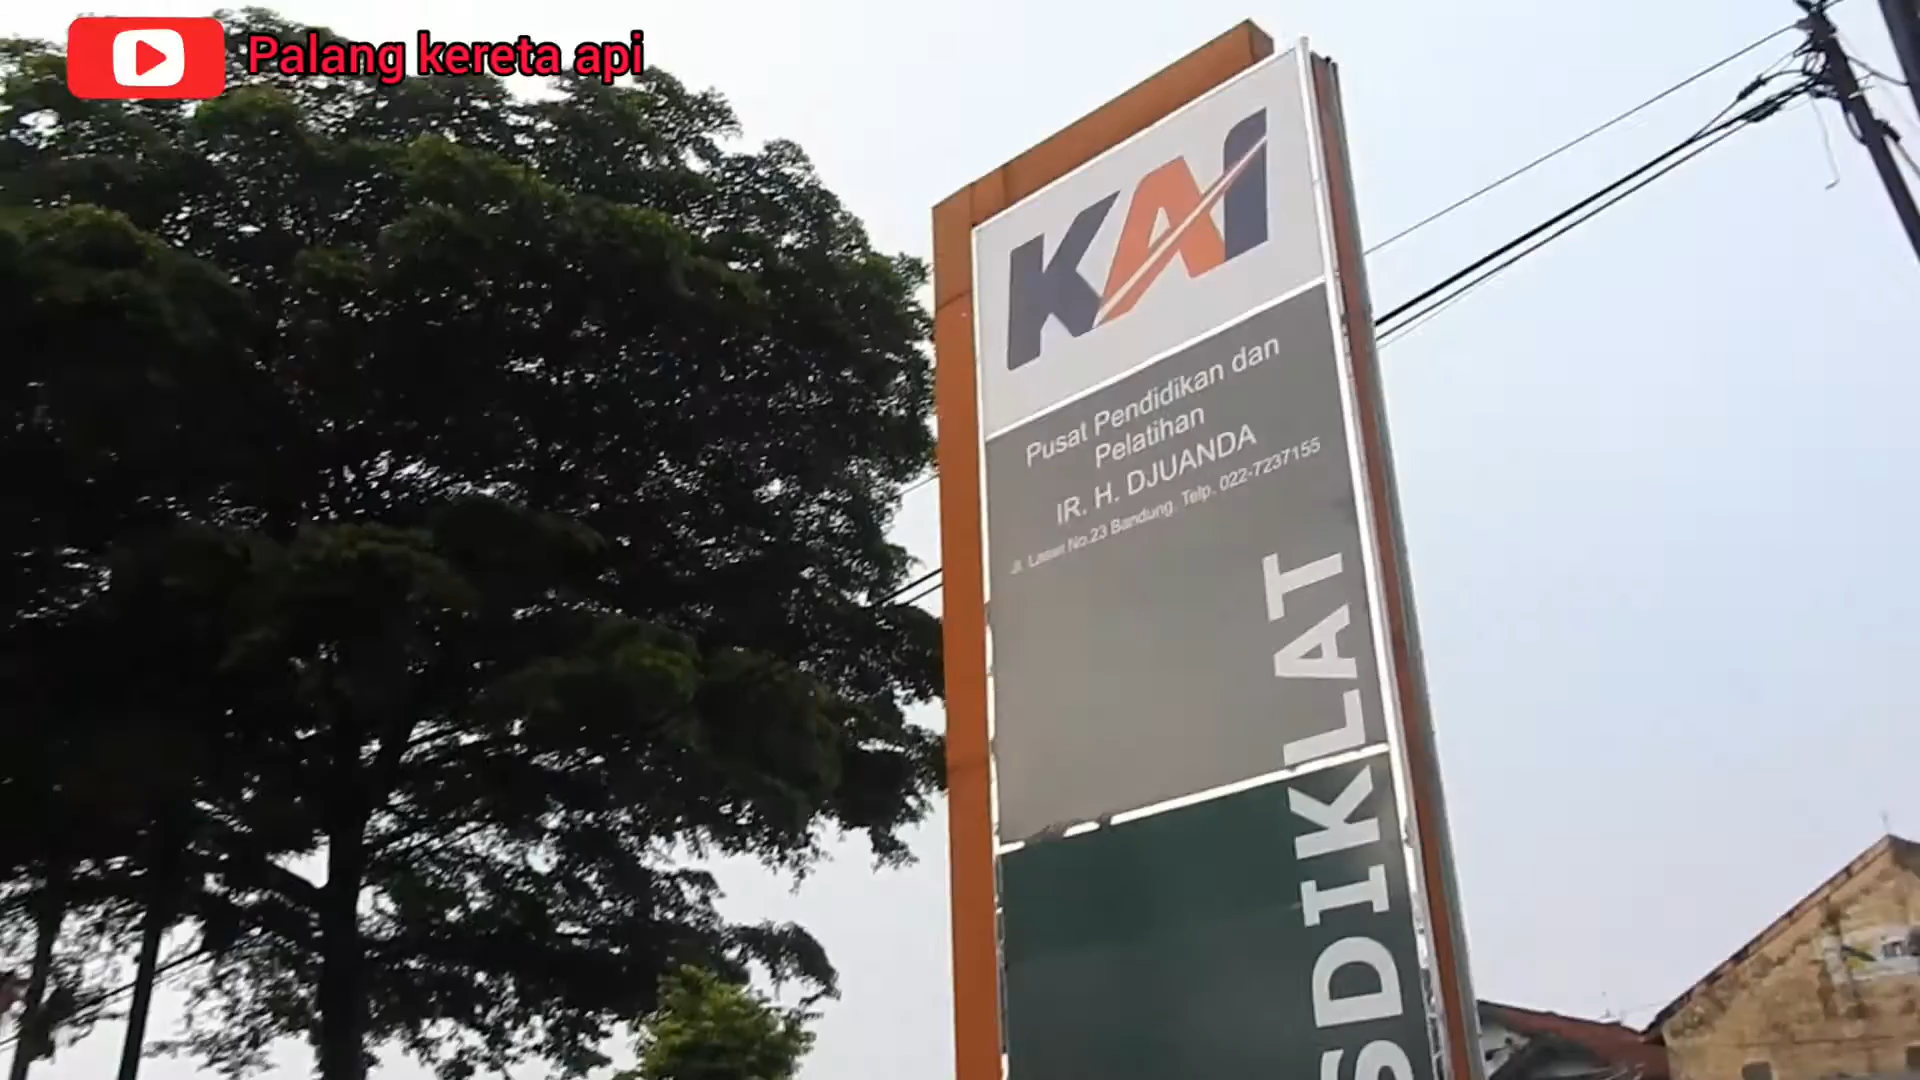 Palang kereta api
KAI
Pusat Pendidikan dan
Pelatihan
IR. H. DJUANDA
Jl. Laswi No.23 Bandung. Telp. 022-7237155
SDIKLAT